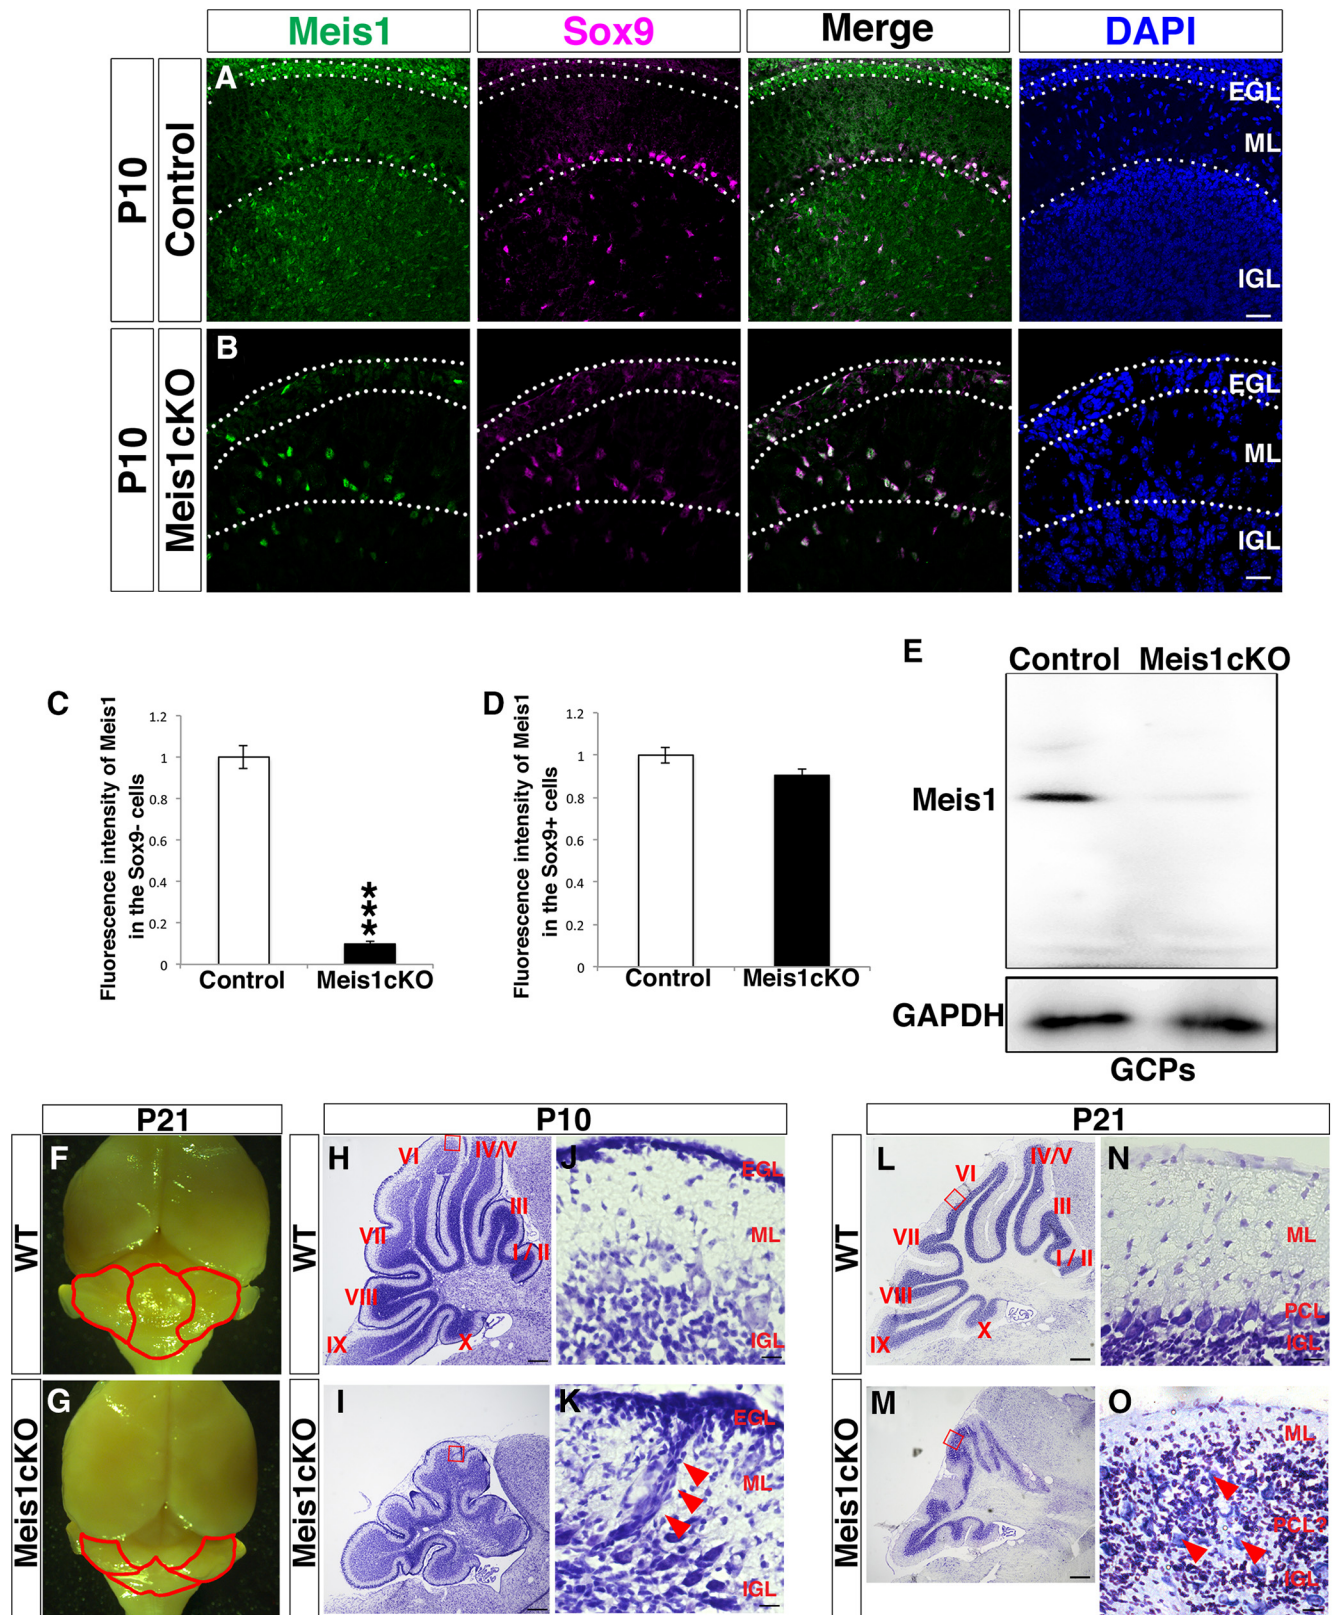 Meis1 Sox9 Merge DAPI
P10 Control
A
EGL
ML
IGL
P10 Meis1cKO
B
EGL
ML
IGL
C
Fluorescence intensity of Meis1
in the Sox9- cells
1.2
1
0.8
0.6
0.4
0.2
0
***
Control Meis1cKO
D
Fluorescence intensity of Meis1
in the Sox9+ cells
1.2
1
0.8
0.6
0.4
0.2
0
Control Meis1cKO
E
Control Meis1cKO
Meis1
GAPDH
GCPs
P21 P10 P21
WT
F
WT
H
VI
IV/V
III
VII
I / II
VIII
IX
X
J
EGL
ML
IGL
WT
L
VI
IV/V
III
VII
I / II
VIII
IX
X
N
ML
PCL
IGL
Meis1cKO
G
Meis1cKO
I
K
EGL
ML
IGL
Meis1cKO
M
O
ML
PCL?
IGL